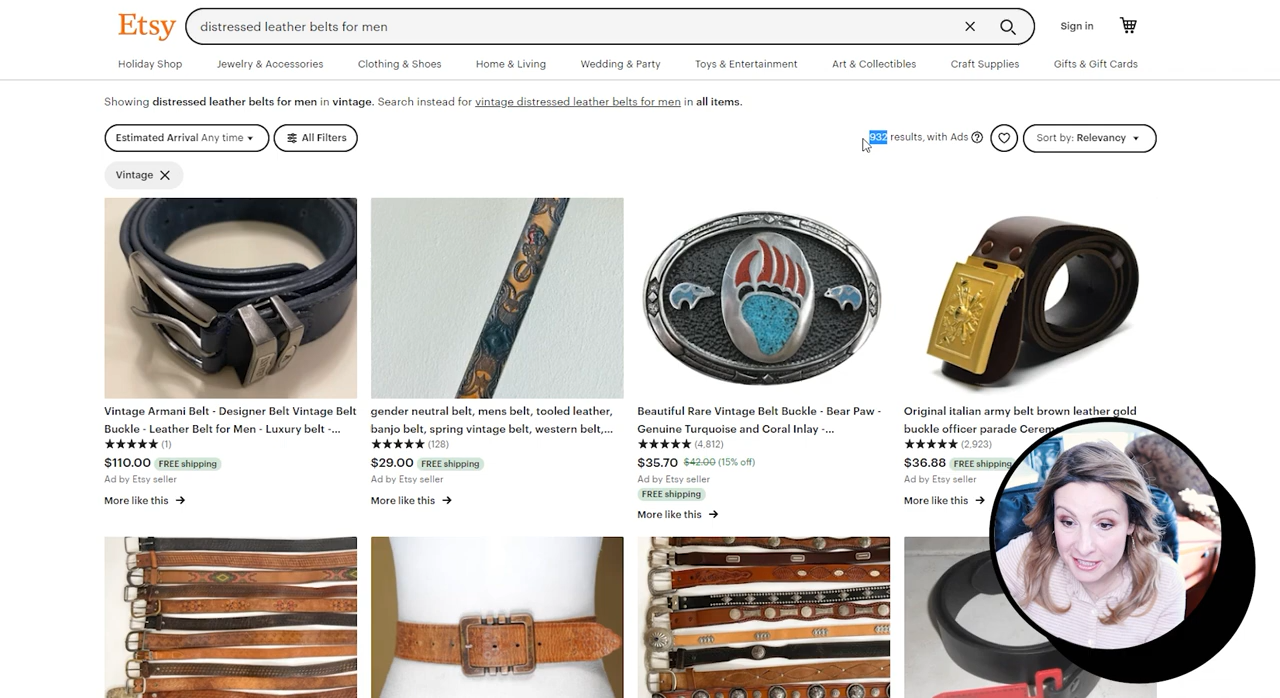 Etsy
distressed leather belts for men
Sign in
Holiday Shop
Jewelry & Accessories
Clothing & Shoes
Home & Living
Wedding & Party
Toys & Entertainment
Art & Collectibles
Craft Supplies
Gifts & Gift Cards
Showing distressed leather belts for men in vintage. Search instead for vintage distressed leather belts for men in all items.
Estimated Arrival Any time
All Filters
932 results, with Ads
Sort by: Relevancy
Vintage
Vintage Armani Belt - Designer Belt Vintage Belt
Buckle - Leather Belt for Men - Luxury belt -...
(1)
$110.00 FREE shipping
Ad by Etsy seller
More like this
gender neutral belt, mens belt, tooled leather,
banjo belt, spring vintage belt, western belt,...
(128)
$29.00 FREE shipping
Ad by Etsy seller
More like this
Beautiful Rare Vintage Belt Buckle - Bear Paw -
Genuine Turquoise and Coral Inlay -...
(4,812)
$35.70 $42.00 (15% off)
Ad by Etsy seller
FREE shipping
More like this
Original italian army belt brown leather gold
buckle officer parade
(2,923)
$36.88 FREE shipping
Ad by Etsy seller
More like this